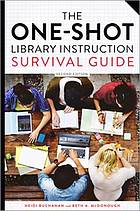 THE
ONE-SHOT
LIBRARY INSTRUCTION
SURVIVAL GUIDE
SECOND EDITION
HEIDI BUCHANAN AND BETH A. McDONOUGH